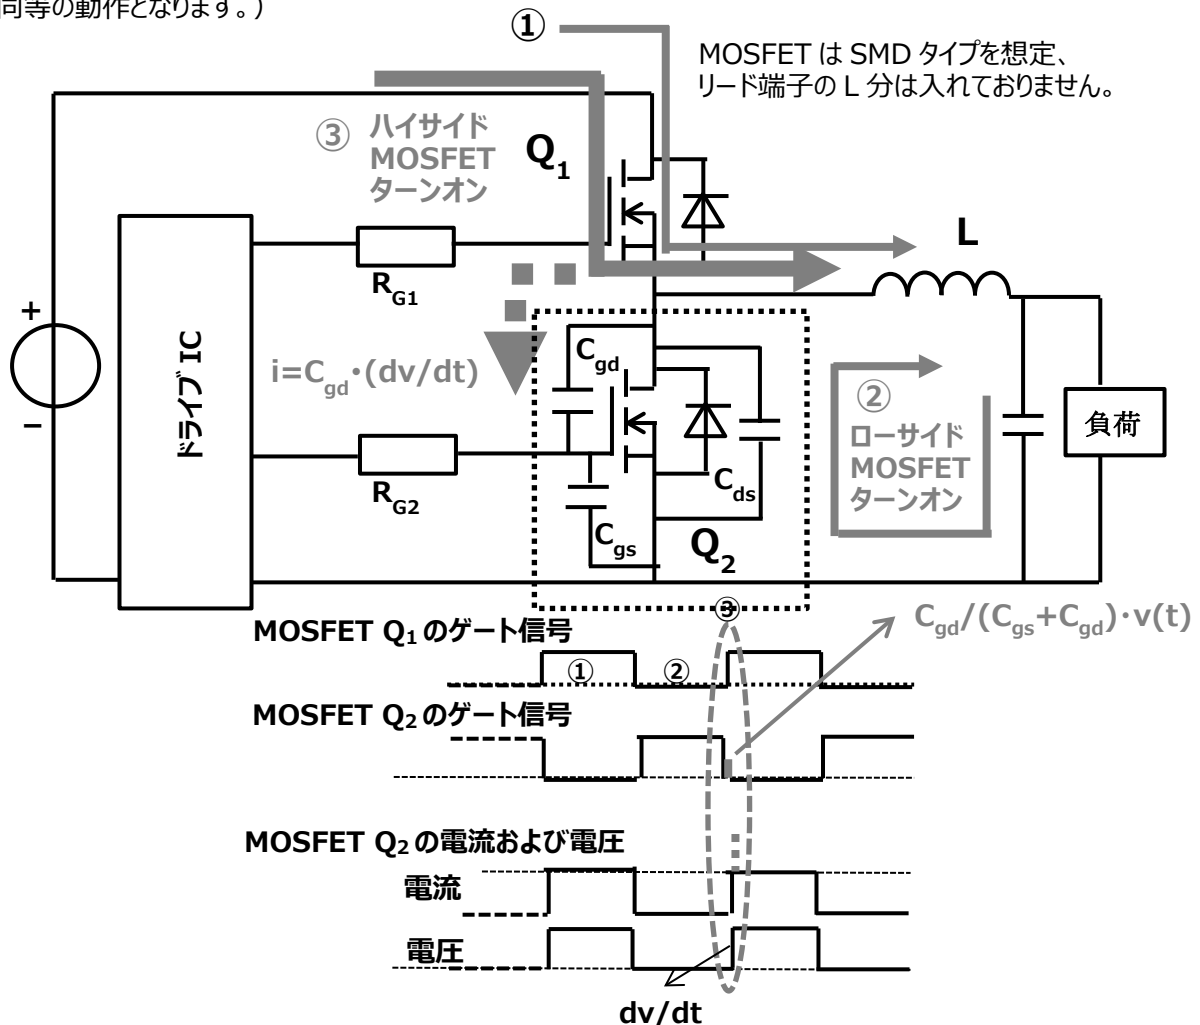 同等の動作となります。)
①
MOSFET は SMD タイプを想定、
リード端子の L 分は入れておりません。
③ ハイサイド
MOSFET
ターンオン
Q1
L
RG1
+
−
ドライブ IC
i=Cgd・(dv/dt)
Cgd
②
ローサイド
MOSFET
ターンオン
負荷
RG2
Cds
Cgs
Q2
③
Cgd/(Cgs+Cgd)・v(t)
MOSFET Q1 のゲート信号
①
②
MOSFET Q2 のゲート信号
MOSFET Q2 の電流および電圧
電流
電圧
dv/dt